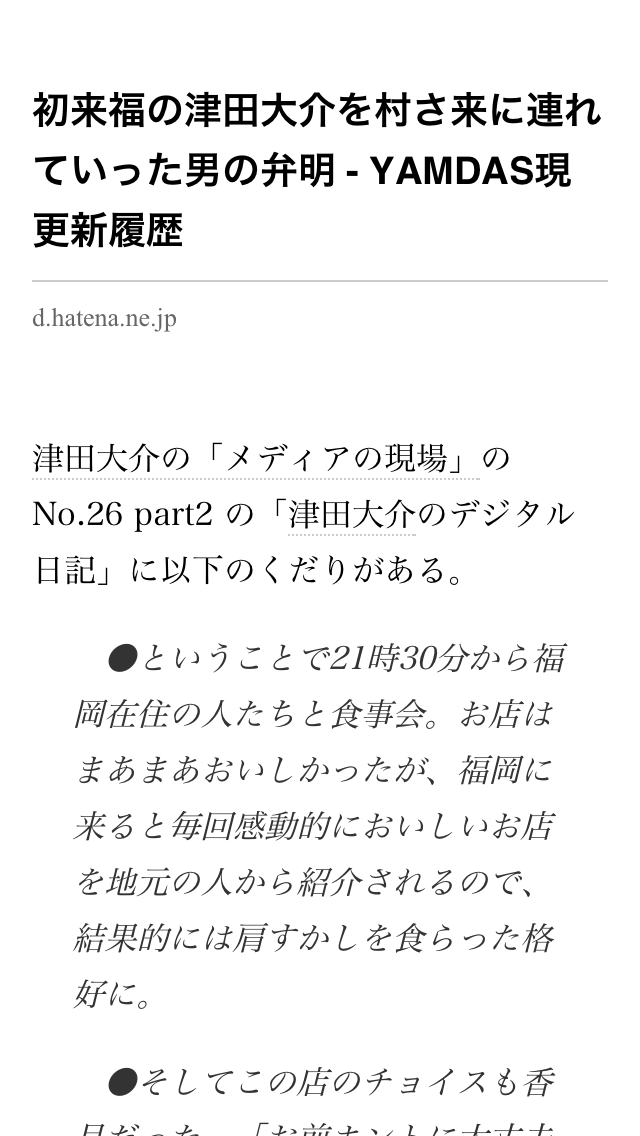 初来福の津田大介を村さ来に連れ
ていった男の弁明 - YAMDAS現
更新履歴
d.hatena.ne.jp
津田大介の「メディアの現場」の
No.26 part2 の「津田大介のデジタル
日記」に以下のくだりがある。
●ということで21時30分から福
岡在住の人たちと食事会。お店は
まあまあおいしかったが、福岡に
来ると毎回感動的においしいお店
を地元の人から紹介されるので、
結果的には肩すかしを食らった格
好に。
●そしてこの店のチョイスも香